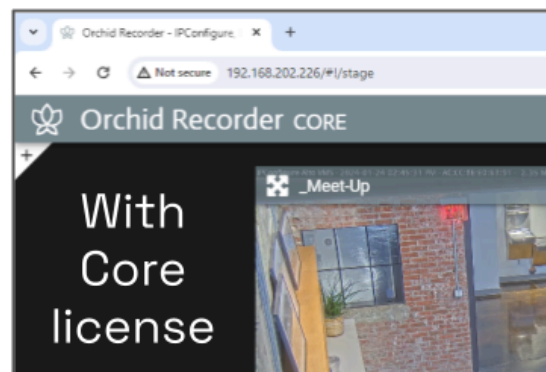 Orchid Recorder - IPConfigure,
Not secure 192.168.202.226/#!/stage
Orchid Recorder CORE
_Meet-Up
With
Core
license